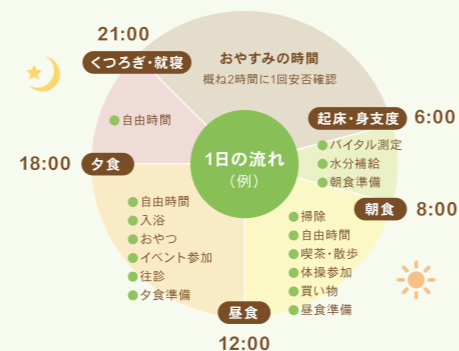 21:00
くつろぎ・就寝
おやすみの時間
概ね2時間に1回安否確認
自由時間
起床・身支度
6:00
バイタル測定
水分補給
朝食準備
1日の流れ
(例)
18:00
夕食
朝食
8:00
自由時間
入浴
おやつ
イベント参加
往診
夕食準備
掃除
自由時間
喫茶・散歩
体操参加
買い物
昼食準備
昼食
12:00